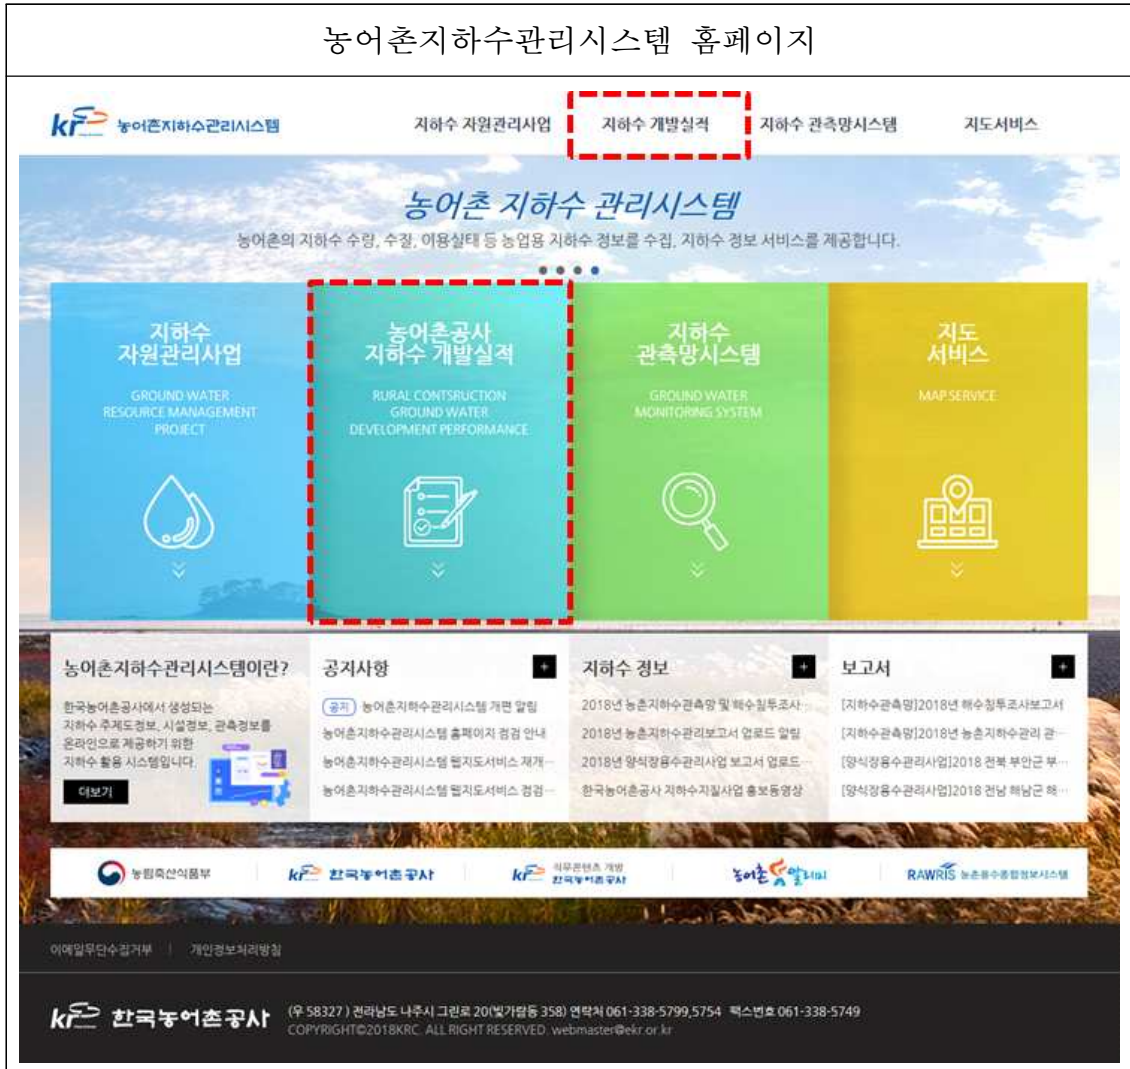 농어촌지하수관리시스템 홈페이지
kr 농어촌지하수관리시스템
지하수 자원관리사업
지하수 개발실적
지하수 관측망시스템
지도서비스
농어촌 지하수 관리시스템
농어촌의 지하수 수량, 수질, 이용실태 등 농업용 지하수 정보를 수집, 지하수 정보 서비스를 제공합니다.
지하수
자원관리사업
GROUND WATER
RESOURCE MANAGEMENT
PROJECT
농어촌공사
지하수 개발실적
RURAL CONTSRUCTION
GROUND WATER
DEVELOPMENT PERFORMANCE
지하수
관측망시스템
GROUND WATER
MONITORING SYSTEM
지도
서비스
MAP SERVICE
농어촌지하수관리시스템이란?
한국농어촌공사에서 생성되는
지하수 주제도정보, 시설정보, 관측정보를
온라인으로 제공하기 위한
지하수 활용 시스템입니다.
더보기
공지사항 +
공지 농어촌지하수관리시스템 개편 알림
농어촌지하수관리시스템 홈페이지 점검 안내
농어촌지하수관리시스템 웹지도서비스 재개…
농어촌지하수관리시스템 웹지도서비스 점검…
지하수 정보 +
2018년 농촌지하수관측망 및 해수침투조사…
2018년 농촌지하수관리보고서 업로드 알림
2018년 양식장용수관리사업 보고서 업로드…
한국농어촌공사 지하수지질사업 홍보동영상
보고서 +
[지하수관측망]2018년 해수침투조사보고서
[지하수관측망]2018년 농촌지하수관리 관…
[양식장용수관리사업]2018 전북 부안군 부…
[양식장용수관리사업]2018 전남 해남군 해…
농림축산식품부
kr 한국농어촌공사
kr 직무콘텐츠 개발
한국농어촌공사
농어촌 알리미
RAWRIS 농촌용수종합정보시스템
이메일무단수집거부 | 개인정보처리방침
kr 한국농어촌공사
(우 58327 ) 전라남도 나주시 그린로 20(빛가람동 358) 연락처 061-338-5799,5754 팩스번호 061-338-5749
COPYRIGHT©2018KRC. ALL RIGHT RESERVED. webmaster@ekr.or.kr